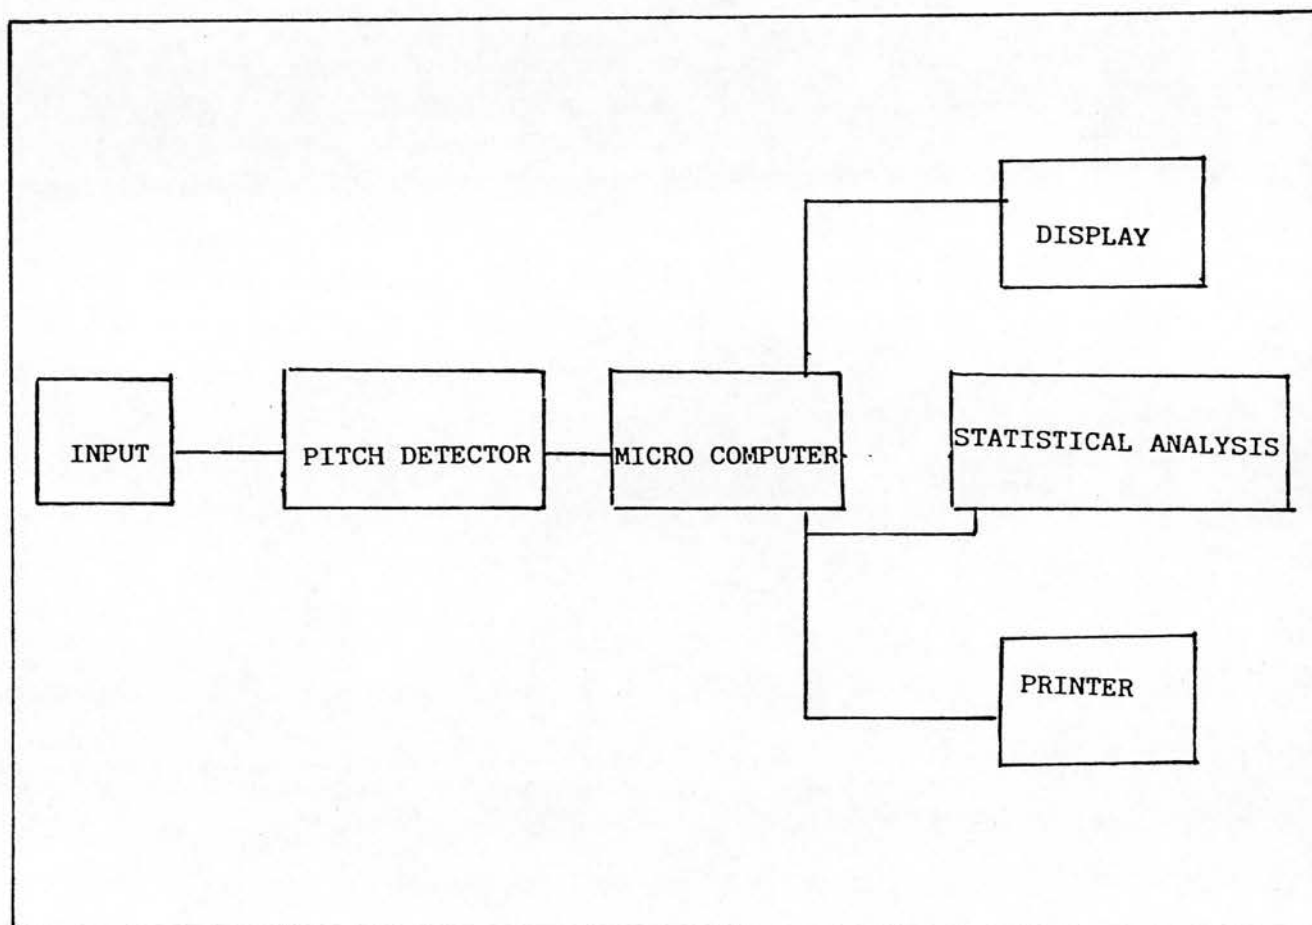 DISPLAY
INPUT
PITCH DETECTOR
MICRO COMPUTER
STATISTICAL ANALYSIS
PRINTER